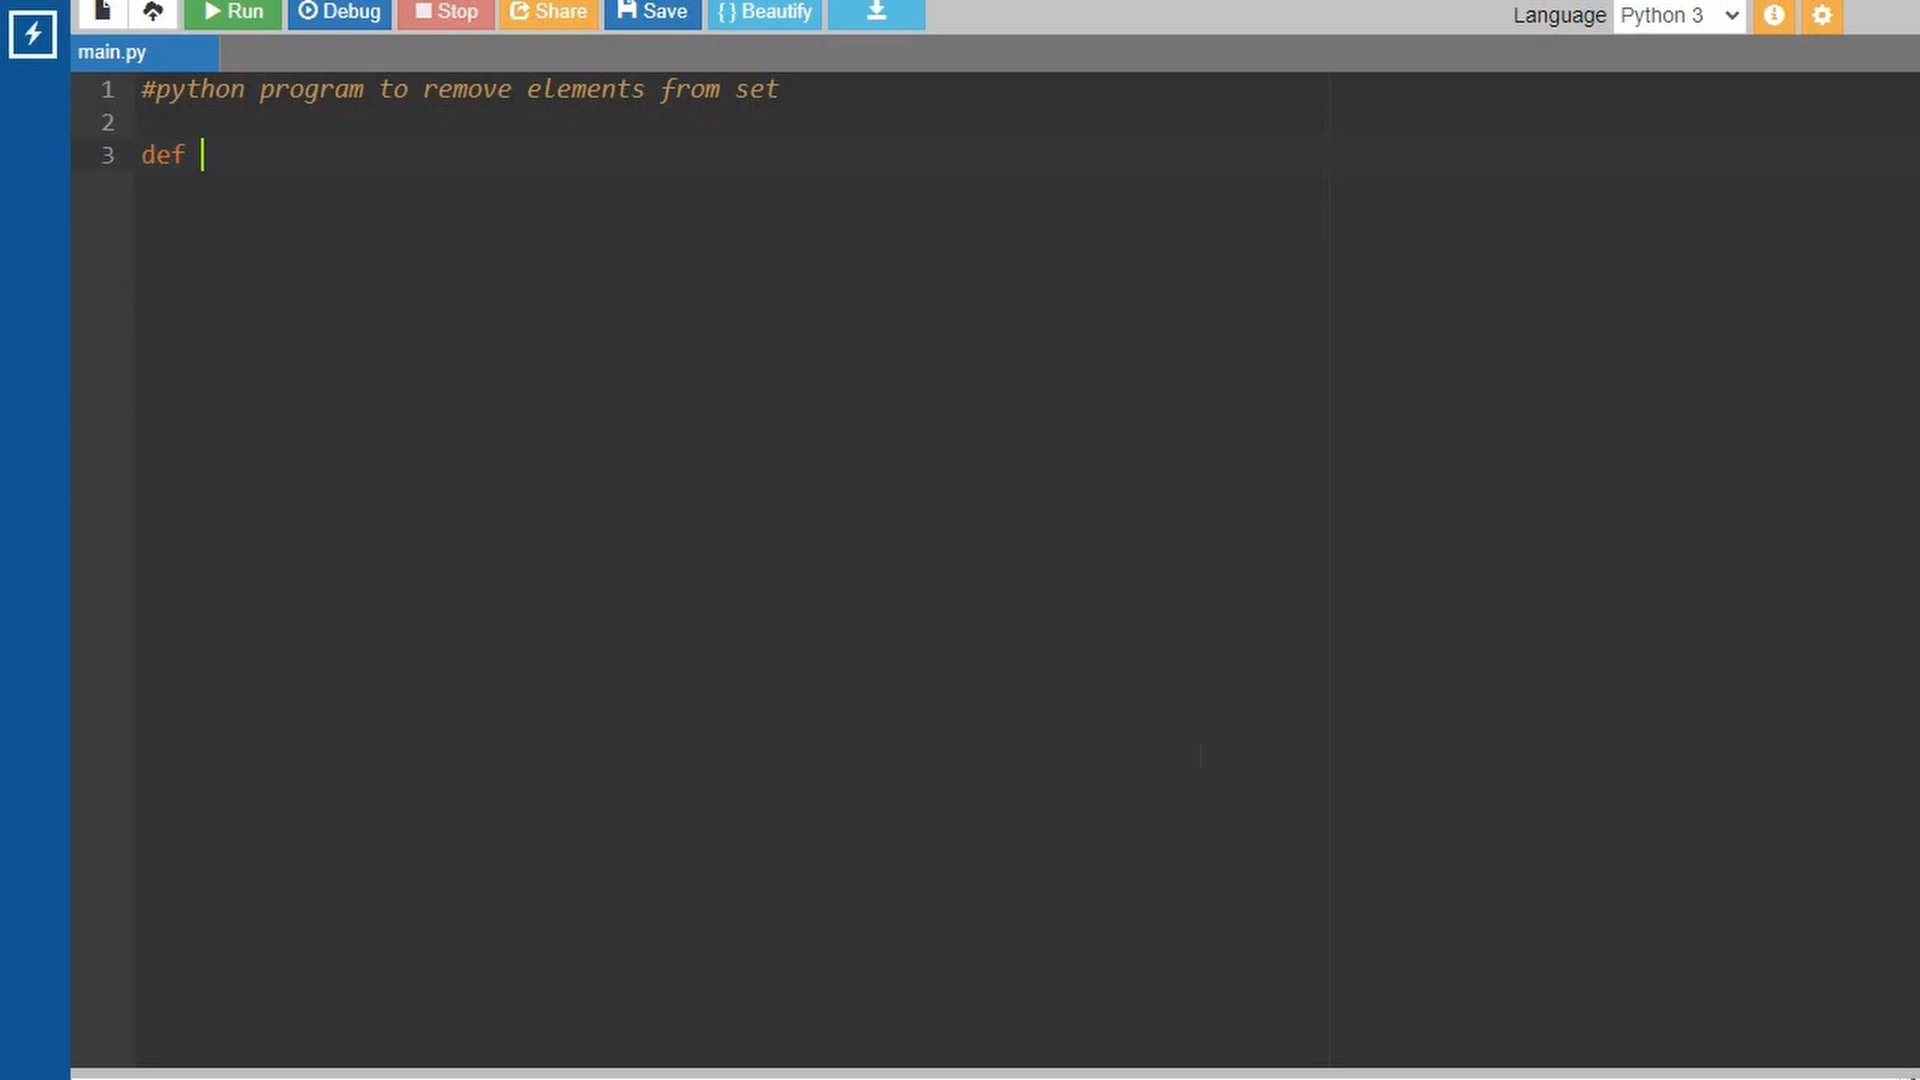 Run Debug Stop Share Save {} Beautify Language Python 3
main.py
1 #python program to remove elements from set
2
3 def